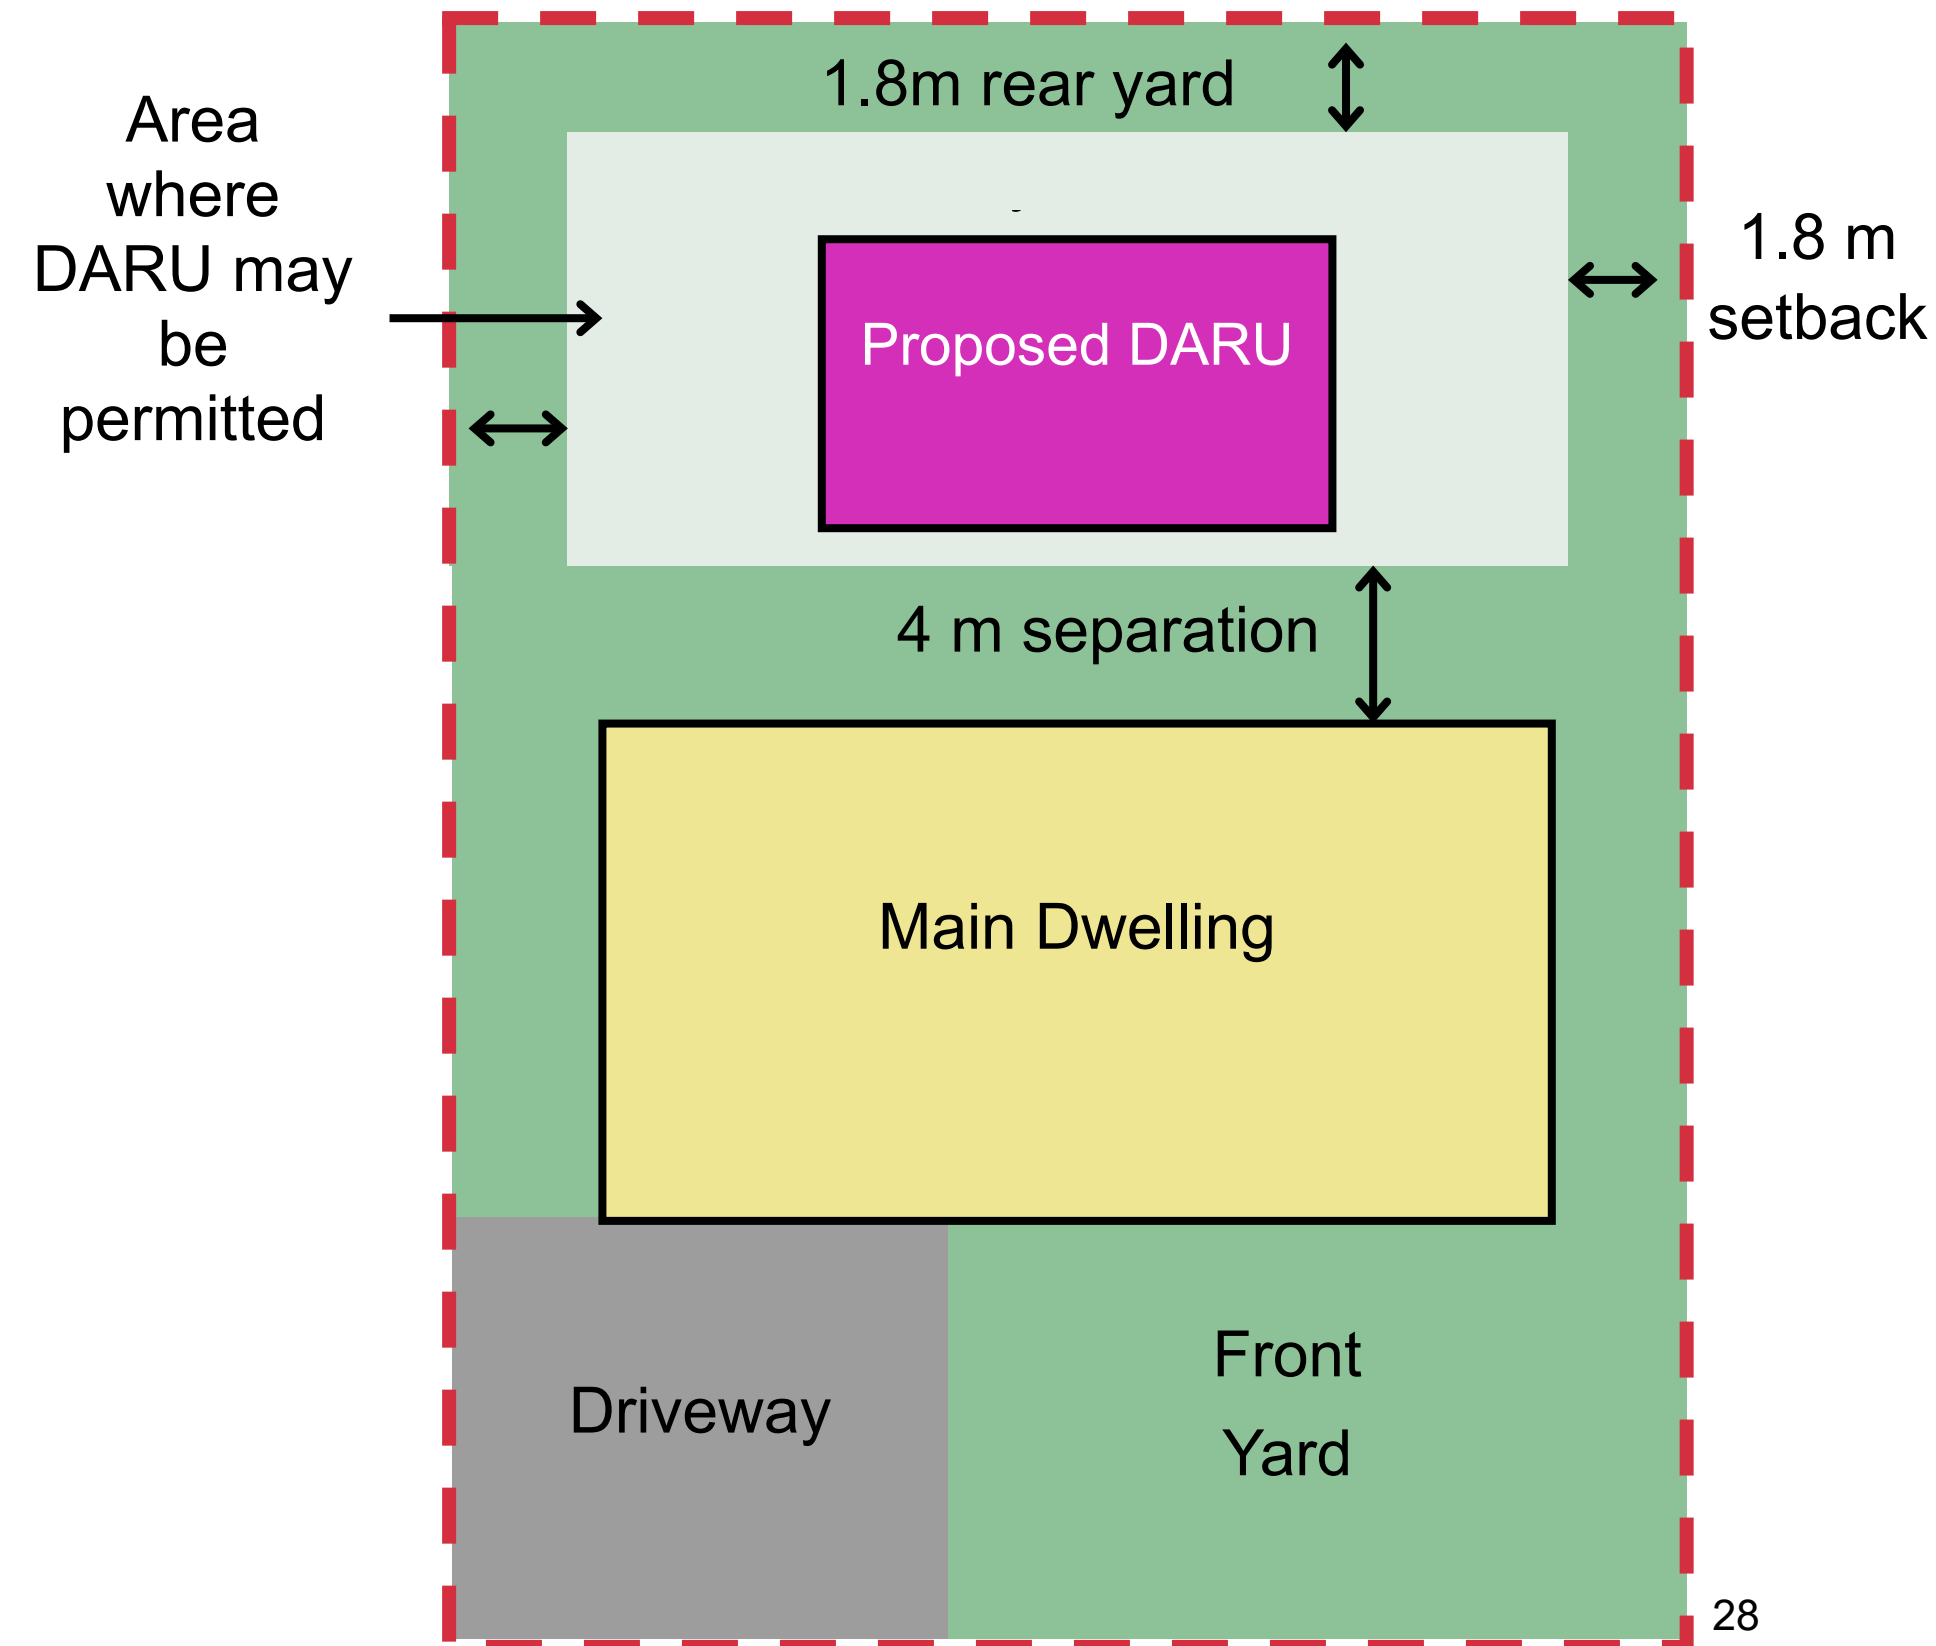 1.8m rear yard
Area
where
DARU may
be
permitted
1.8 m
setback
Proposed DARU
4 m separation
Main Dwelling
Driveway
Front
Yard
28